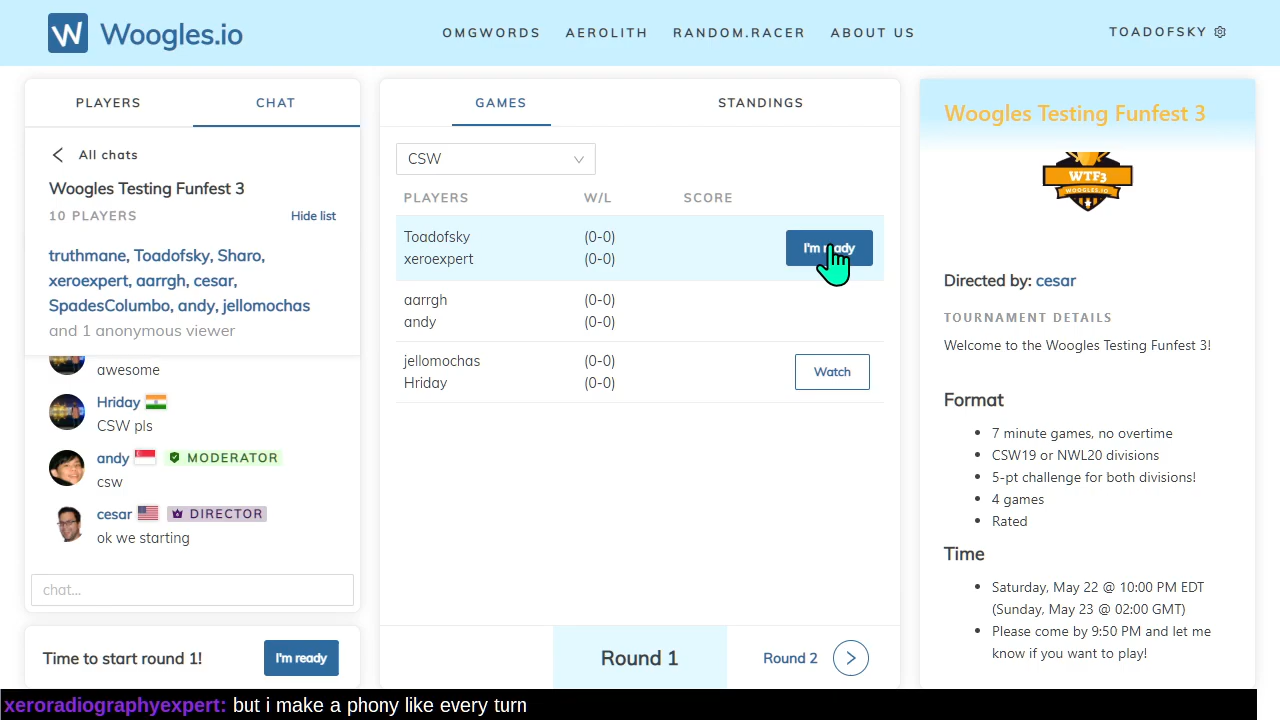 W Woogles.io
OMGWORDS AEROLITH RANDOM.RACER ABOUT US
TOADOFSKY
PLAYERS CHAT
All chats
Woogles Testing Funfest 3
10 PLAYERS Hide list
truthmane, Toadofsky, Sharo,
xeroexpert, aarrgh, cesar,
SpadesColumbo, andy, jellomochas
and 1 anonymous viewer
awesome
Hriday
CSW pls
andy MODERATOR
csw
cesar DIRECTOR
ok we starting
chat...
Time to start round 1! I'm ready
GAMES STANDINGS
CSW
PLAYERS W/L SCORE
Toadofsky (0-0)
xeroexpert (0-0)
I'm ready
aarrgh (0-0)
andy (0-0)
jellomochas (0-0)
Hriday (0-0)
Watch
Round 1 Round 2
Woogles Testing Funfest 3
WTF3
WOOGLES.IO
Directed by: cesar
TOURNAMENT DETAILS
Welcome to the Woogles Testing Funfest 3!
Format
7 minute games, no overtime
CSW19 or NWL20 divisions
5-pt challenge for both divisions!
4 games
Rated
Time
Saturday, May 22 @ 10:00 PM EDT
(Sunday, May 23 @ 02:00 GMT)
Please come by 9:50 PM and let me
know if you want to play!
xeroradiographyexpert: but i make a phony like every turn